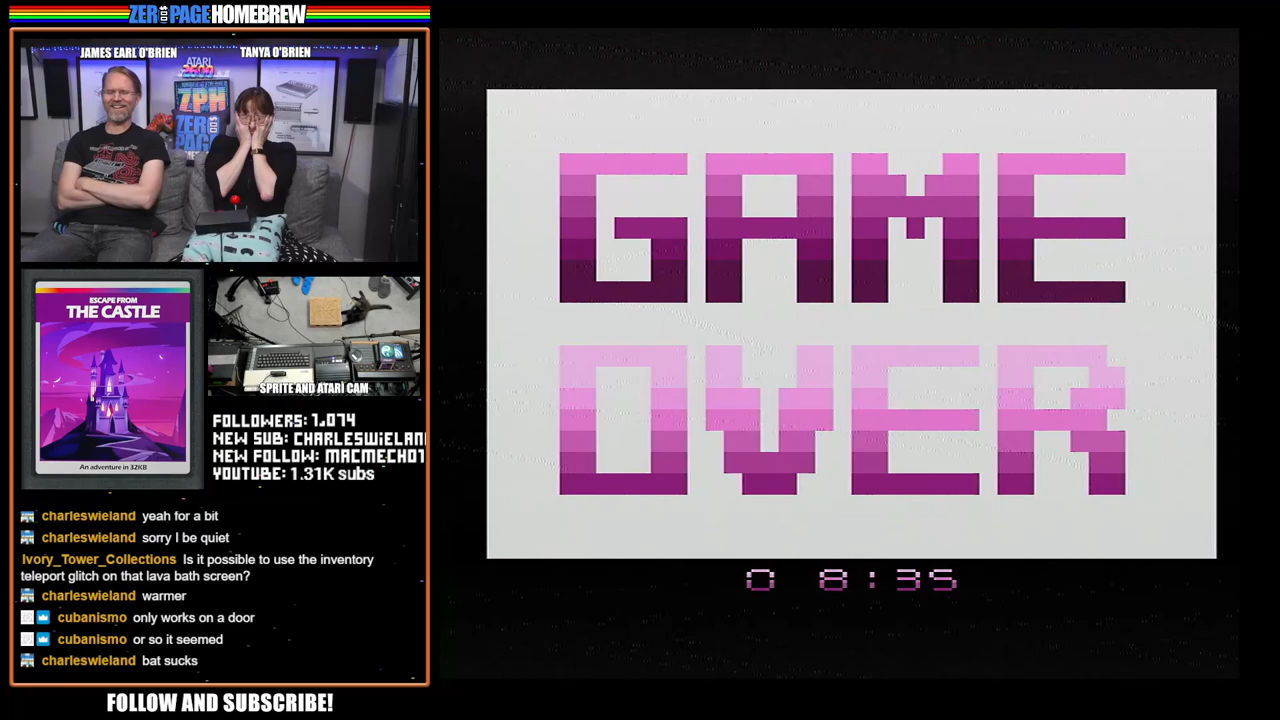 ZEROPAGE HOMEBREW
JAMES EARL O'BRIEN
TANYA O'BRIEN
ATARI
2600
ZPH
ZERO
PAGE
ESCAPE FROM
THE CASTLE
An adventure in 32KB
SPRITE AND ATARI CAM
FOLLOWERS: 1,074
NEW SUB: CHARLESWIELAN
NEW FOLLOW: MACMECHOT
YOUTUBE: 1.31K subs
charleswieland yeah for a bit
charleswieland sorry I be quiet
Ivory_Tower_Collections Is it possible to use the inventory
teleport glitch on that lava bath screen?
charleswieland warmer
cubanismo only works on a door
cubanismo or so it seemed
charleswieland bat sucks
FOLLOW AND SUBSCRIBE!
GAME
OVER
0 8:35